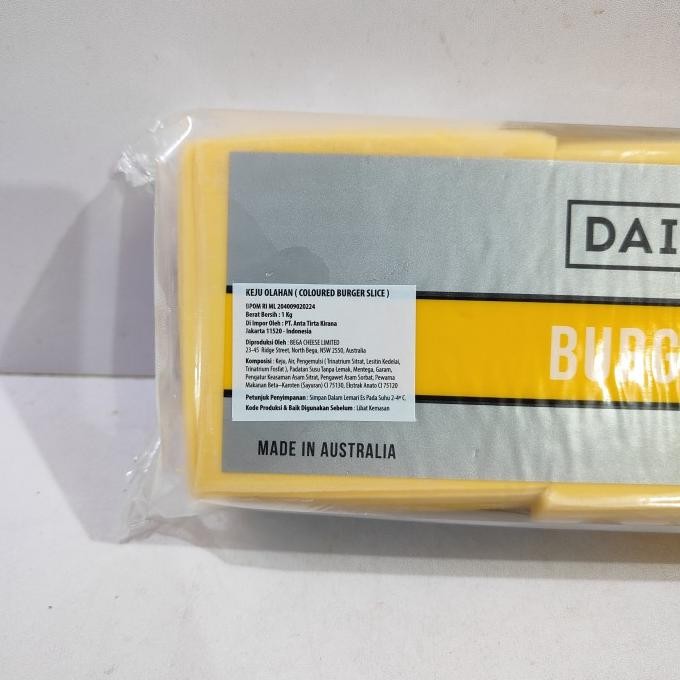 DAI
BURG
KEJU OLAHAN ( COLOURED BURGER SLICE )
BPOM RI ML 204009020224
Berat Bersih : 1 Kg
Di Impor Oleh : PT. Anta Tirta Kirana
Jakarta 11520 - Indonesia
Diproduksi Oleh : BEGA CHEESE LIMITED
23-45 Ridge Street, North Bega, NSW 2550, Australia
Komposisi : Keju, Air, Pengemulsi ( Trinatrium Sitrat, Lesitin Kedelai,
Trinatrium Fosfat ), Padatan Susu Tanpa Lemak, Mentega, Garam,
Pengatur Keasaman Asam Sitrat, Pengawet Asam Sorbat, Pewarna
Makanan Beta-Karoten (Sayuran) CI 75130, Ekstrak Anato CI 75120
Petunjuk Penyimpanan : Simpan Dalam Lemari Es Pada Suhu 2-4º C.
Kode Produksi & Baik Digunakan Sebelum : Lihat Kemasan
MADE IN AUSTRALIA